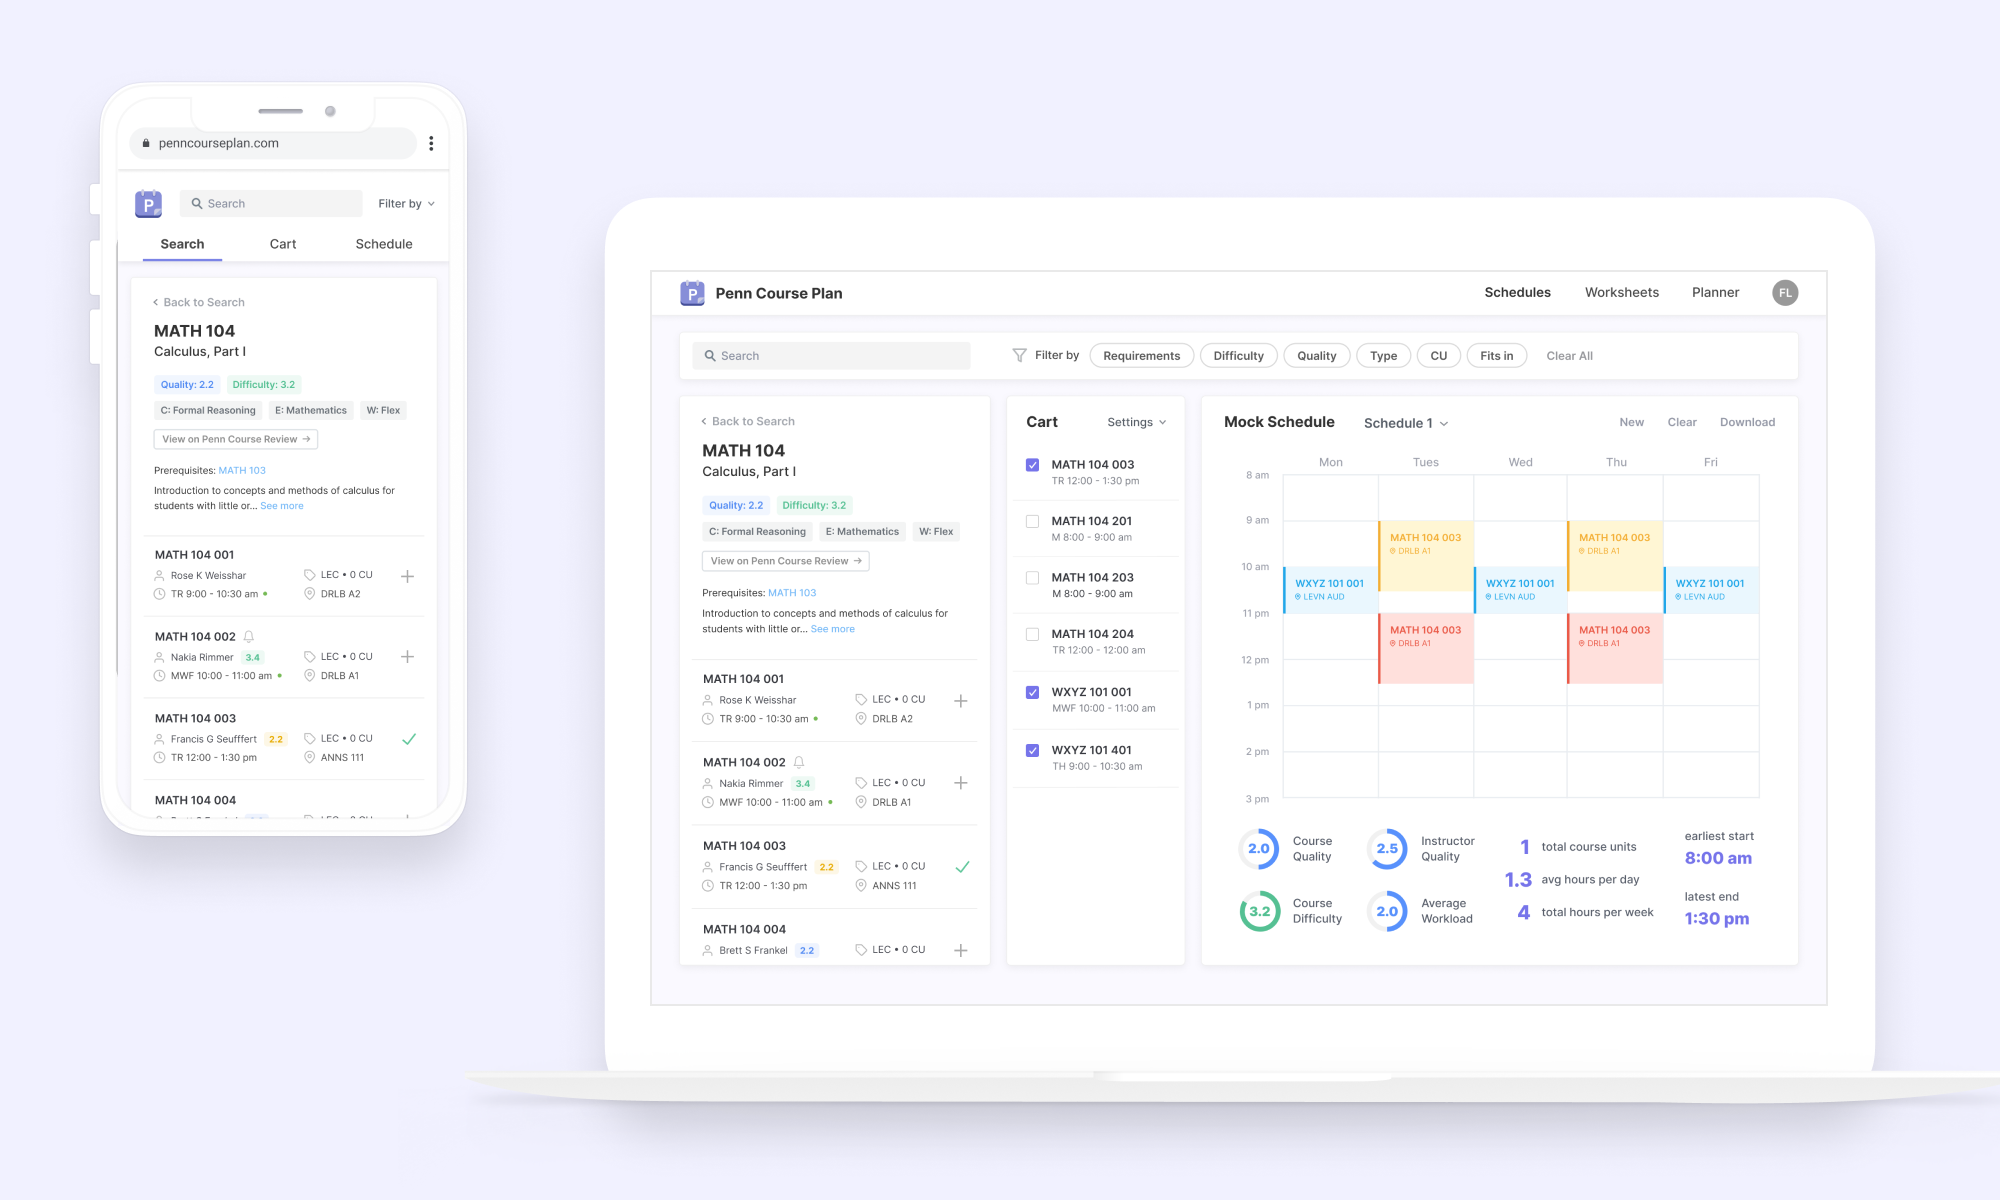 penncourseplan.com
P
Search
Filter by
Search
Cart
Schedule
Back to Search
MATH 104
Calculus, Part I
Quality: 2.2
Difficulty: 3.2
C: Formal Reasoning
E: Mathematics
W: Flex
View on Penn Course Review →
Prerequisites: MATH 103
Introduction to concepts and methods of calculus for
students with little or... See more
MATH 104 001
Rose K Weisshar
LEC • 0 CU
TR 9:00 - 10:30 am
DRLB A2
MATH 104 002
Nakia Rimmer
3.4
LEC • 0 CU
MWF 10:00 - 11:00 am
DRLB A1
MATH 104 003
Francis G Seufffert
2.2
LEC • 0 CU
TR 12:00 - 1:30 pm
ANNS 111
MATH 104 004
P
Penn Course Plan
Schedules
Worksheets
Planner
FL
Search
Filter by
Requirements
Difficulty
Quality
Type
CU
Fits in
Clear All
Back to Search
MATH 104
Calculus, Part I
Quality: 2.2
Difficulty: 3.2
C: Formal Reasoning
E: Mathematics
W: Flex
View on Penn Course Review →
Prerequisites: MATH 103
Introduction to concepts and methods of calculus for
students with little or... See more
MATH 104 001
Rose K Weisshar
LEC • 0 CU
TR 9:00 - 10:30 am
DRLB A2
MATH 104 002
Nakia Rimmer
3.4
LEC • 0 CU
MWF 10:00 - 11:00 am
DRLB A1
MATH 104 003
Francis G Seufffert
2.2
LEC • 0 CU
TR 12:00 - 1:30 pm
ANNS 111
MATH 104 004
Brett S Frankel
2.2
LEC • 0 CU
Cart
Settings
MATH 104 003
TR 12:00 - 1:30 pm
MATH 104 201
M 8:00 - 9:00 am
MATH 104 203
M 8:00 - 9:00 am
MATH 104 204
TR 12:00 - 12:00 am
WXYZ 101 001
MWF 10:00 - 11:00 am
WXYZ 101 401
TH 9:00 - 10:30 am
Mock Schedule
Schedule 1
New
Clear
Download
Mon
Tues
Wed
Thu
Fri
8 am
9 am
10 am
11 pm
12 pm
1 pm
2 pm
3 pm
MATH 104 003
DRLB A1
MATH 104 003
DRLB A1
WXYZ 101 001
LEVN AUD
WXYZ 101 001
LEVN AUD
WXYZ 101 001
LEVN AUD
MATH 104 003
DRLB A1
MATH 104 003
DRLB A1
2.0
Course
Quality
2.5
Instructor
Quality
3.2
Course
Difficulty
2.0
Average
Workload
1 total course units
1.3 avg hours per day
4 total hours per week
earliest start
8:00 am
latest end
1:30 pm